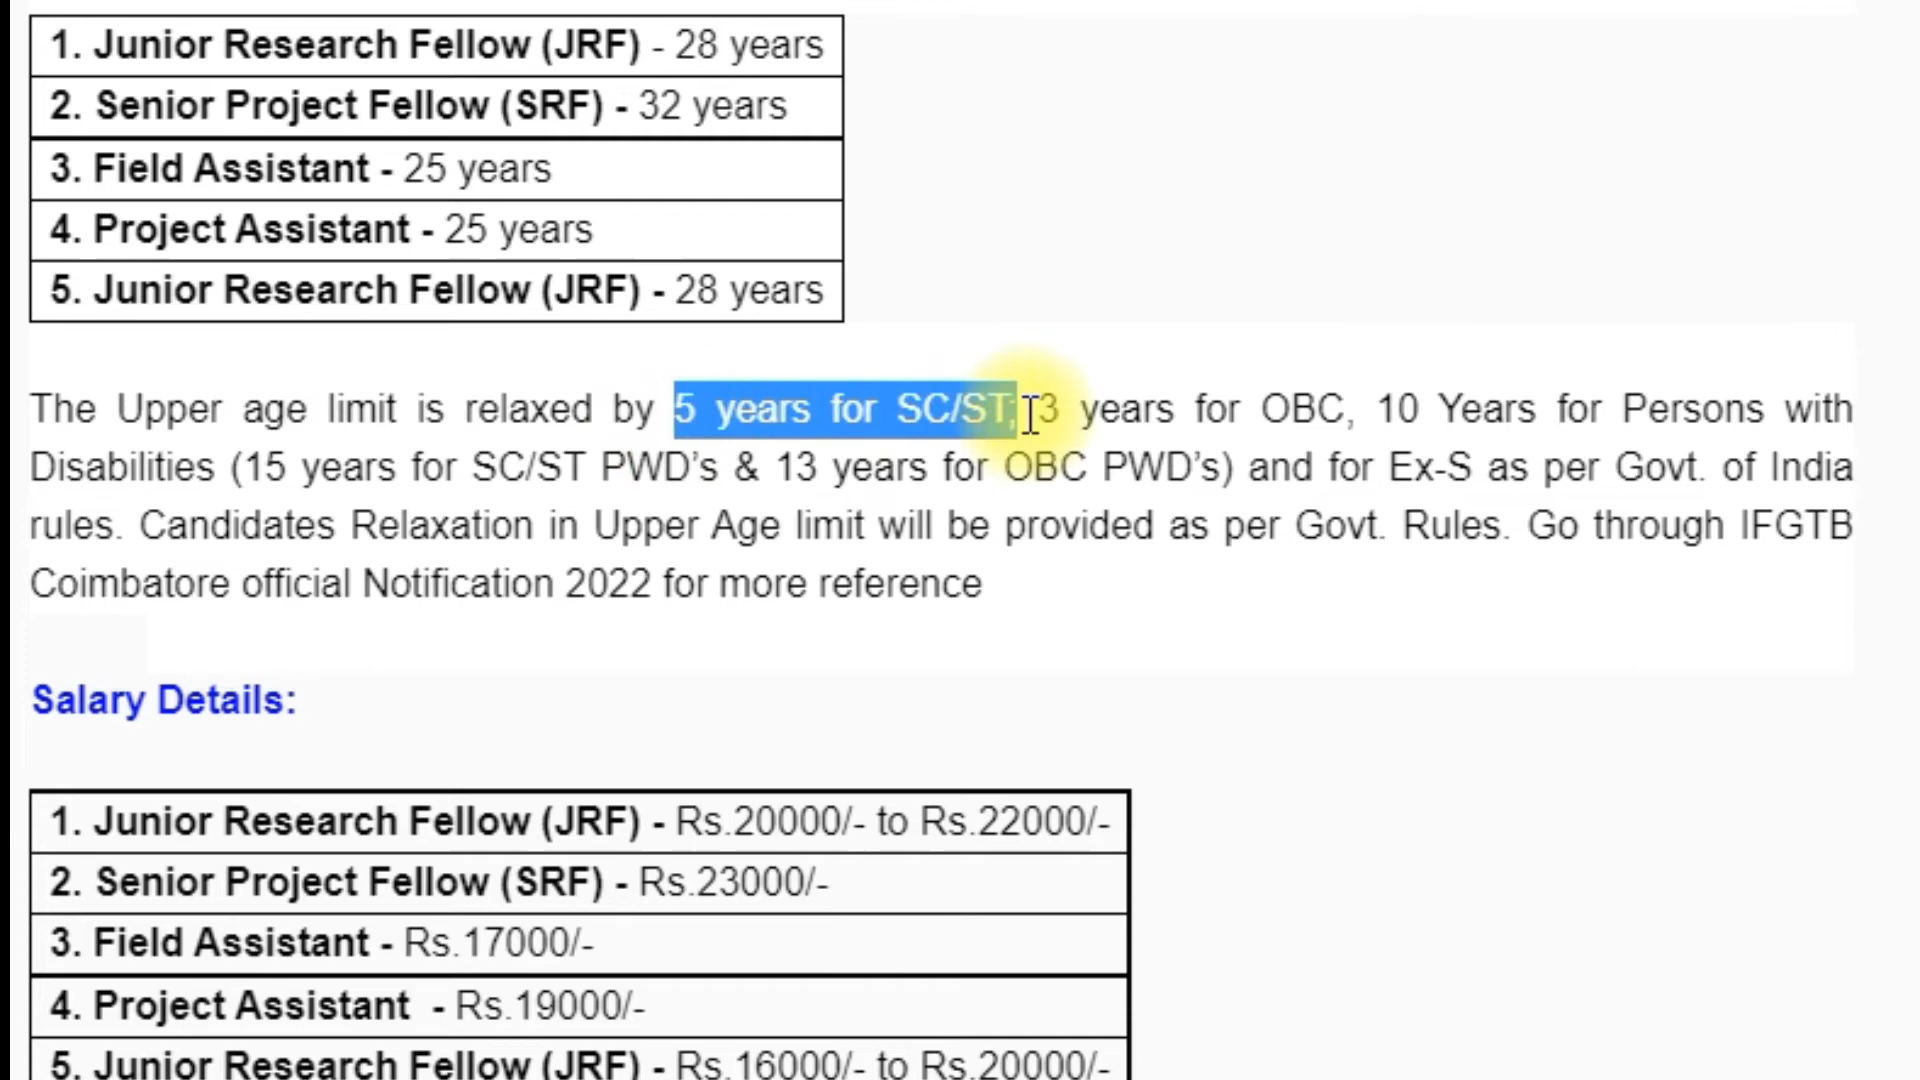 1. Junior Research Fellow (JRF) - 28 years
2. Senior Project Fellow (SRF) - 32 years
3. Field Assistant - 25 years
4. Project Assistant - 25 years
5. Junior Research Fellow (JRF) - 28 years
The Upper age limit is relaxed by 5 years for SC/ST; 3 years for OBC, 10 Years for Persons with
Disabilities (15 years for SC/ST PWD’s & 13 years for OBC PWD’s) and for Ex-S as per Govt. of India
rules. Candidates Relaxation in Upper Age limit will be provided as per Govt. Rules. Go through IFGTB
Coimbatore official Notification 2022 for more reference
Salary Details:
1. Junior Research Fellow (JRF) - Rs.20000/- to Rs.22000/-
2. Senior Project Fellow (SRF) - Rs.23000/-
3. Field Assistant - Rs.17000/-
4. Project Assistant - Rs.19000/-
5. Junior Research Fellow (JRF) - Rs.16000/- to Rs.20000/-